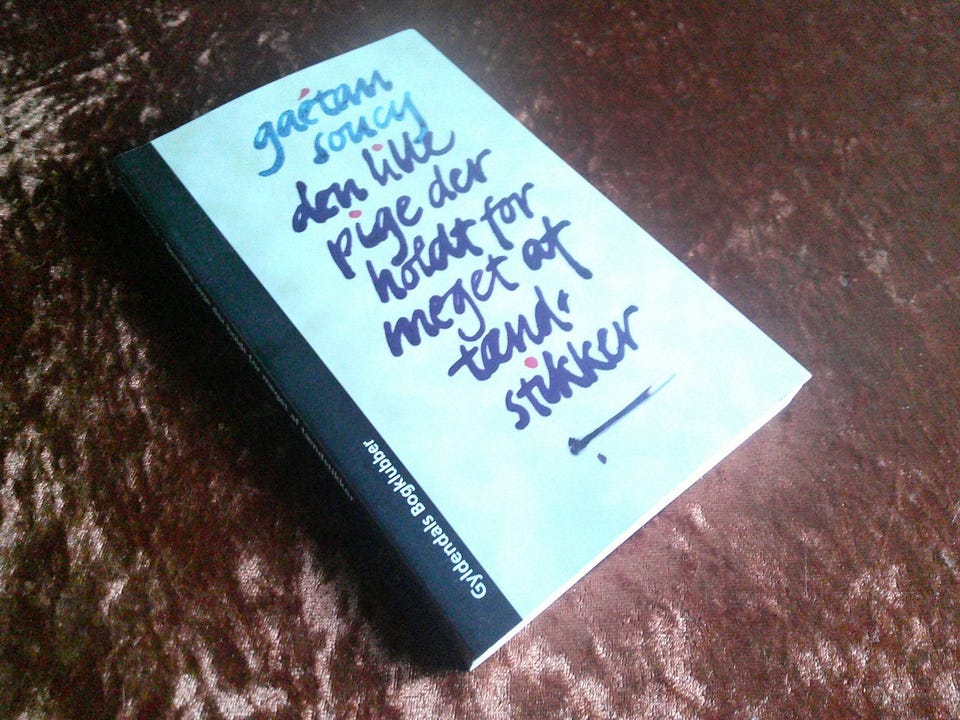 gaétan
soucy
den lille
pige der
holdt for
meget af
tænd-
stikker
Gyldendals Bogklubber